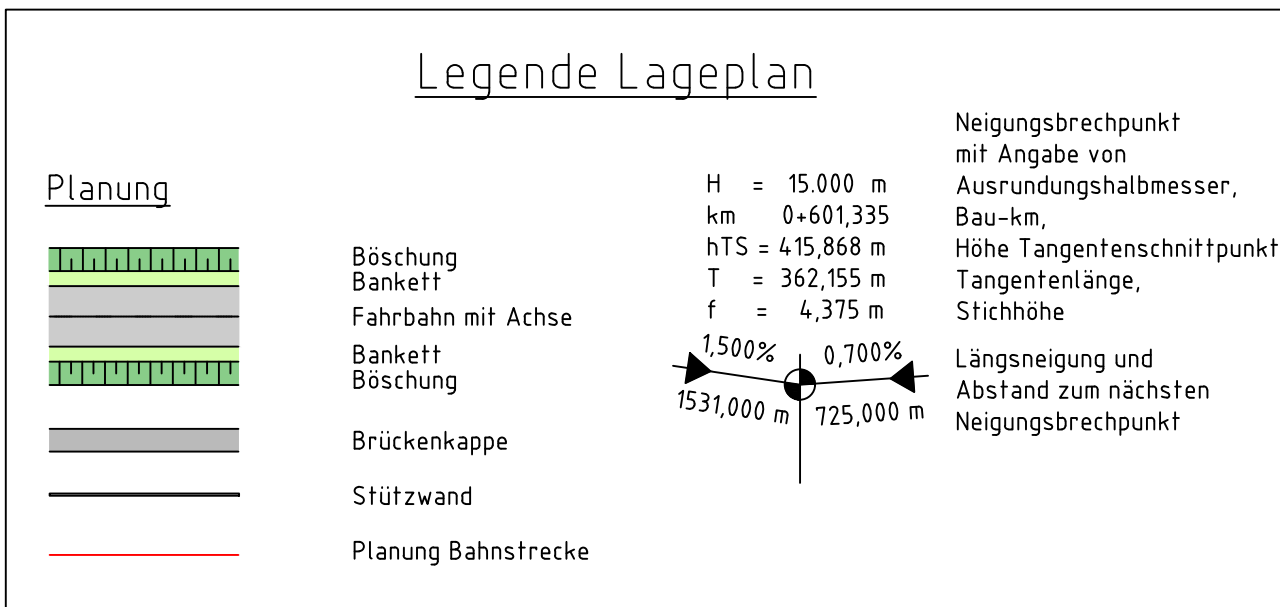 Legende Lageplan
Planung
Böschung
Bankett
Fahrbahn mit Achse
Bankett
Böschung
Brückenkappe
Stützwand
Planung Bahnstrecke
H = 15.000 m
km 0+601,335
hTS = 415,868 m
T = 362,155 m
f = 4,375 m
1,500% 0,700%
1531,000 m 725,000 m
Neigungsbrechpunkt
mit Angabe von
Ausrundungshalbmesser,
Bau-km,
Höhe Tangentenschnittpunkt
Tangentenlänge,
Stichhöhe
Längsneigung und
Abstand zum nächsten
Neigungsbrechpunkt